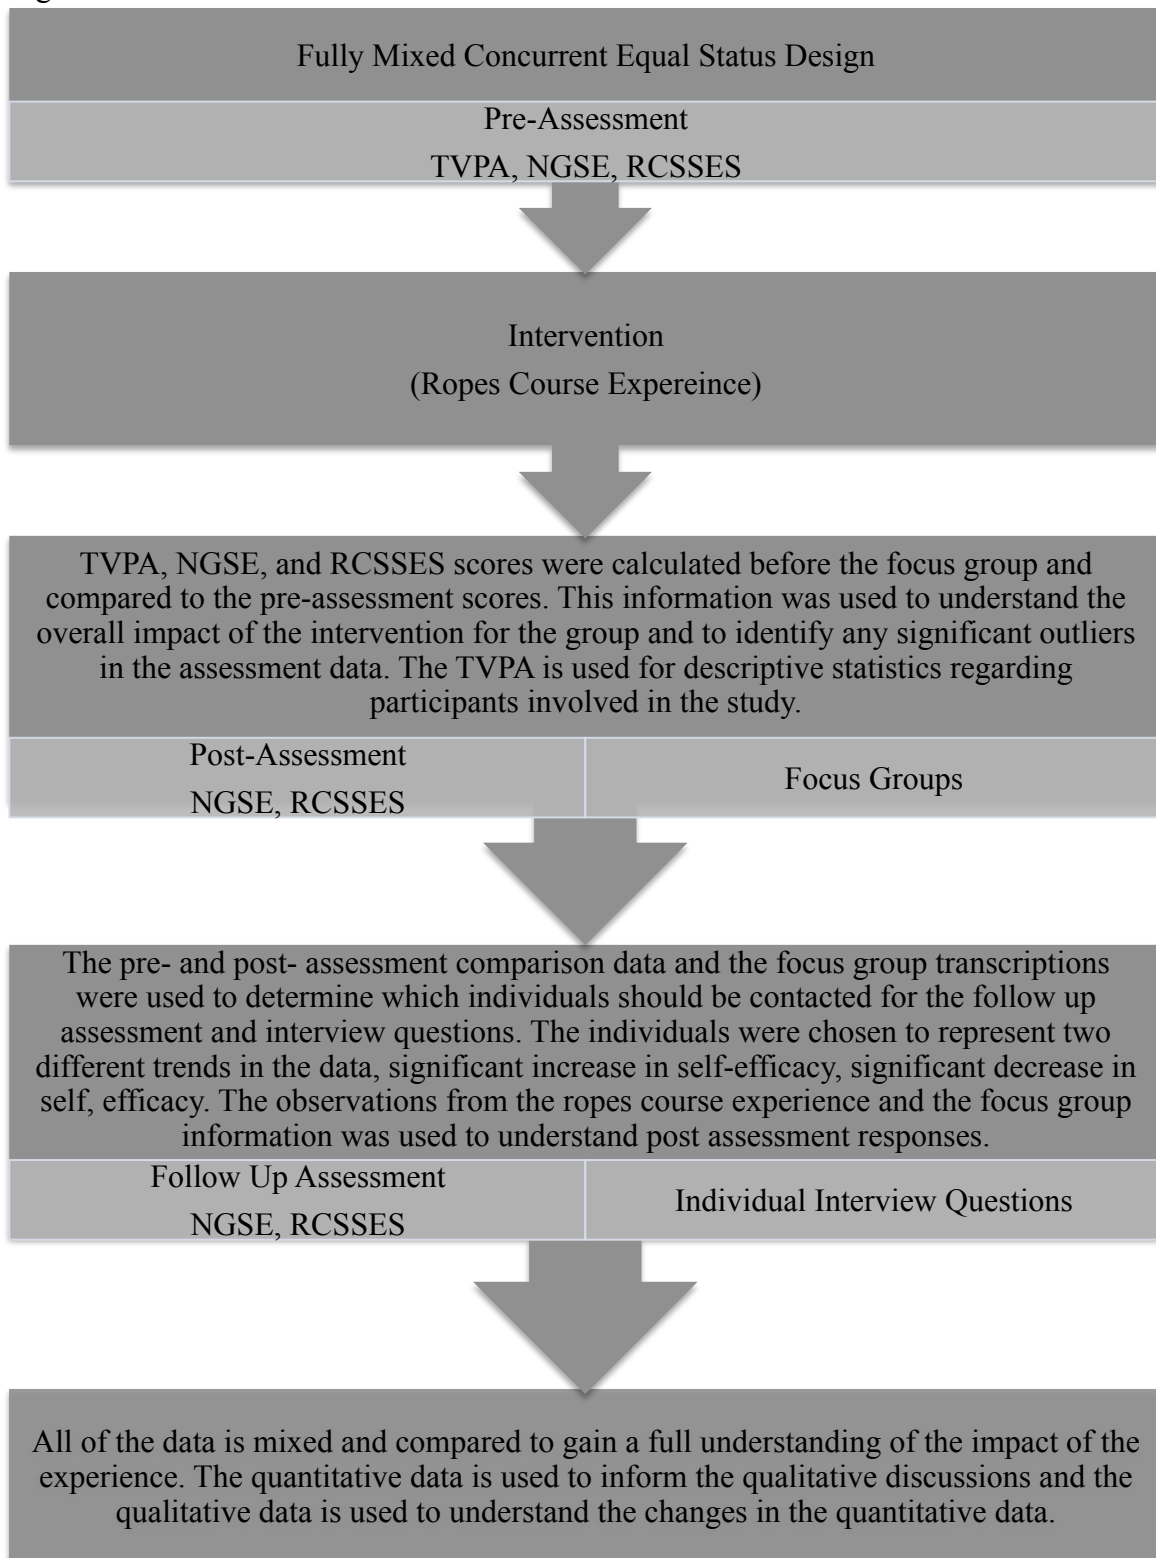 Fully Mixed Concurrent Equal Status Design
Pre-Assessment
TVPA, NGSE, RCSSES
Intervention
(Ropes Course Expereince)
TVPA, NGSE, and RCSSES scores were calculated before the focus group and
compared to the pre-assessment scores. This information was used to understand the
overall impact of the intervention for the group and to identify any significant outliers
in the assessment data. The TVPA is used for descriptive statistics regarding
participants involved in the study.
Post-Assessment
NGSE, RCSSES
Focus Groups
The pre- and post- assessment comparison data and the focus group transcriptions
were used to determine which individuals should be contacted for the follow up
assessment and interview questions. The individuals were chosen to represent two
different trends in the data, significant increase in self-efficacy, significant decrease in
self, efficacy. The observations from the ropes course experience and the focus group
information was used to understand post assessment responses.
Follow Up Assessment
NGSE, RCSSES
Individual Interview Questions
All of the data is mixed and compared to gain a full understanding of the impact of the
experience. The quantitative data is used to inform the qualitative discussions and the
qualitative data is used to understand the changes in the quantitative data.